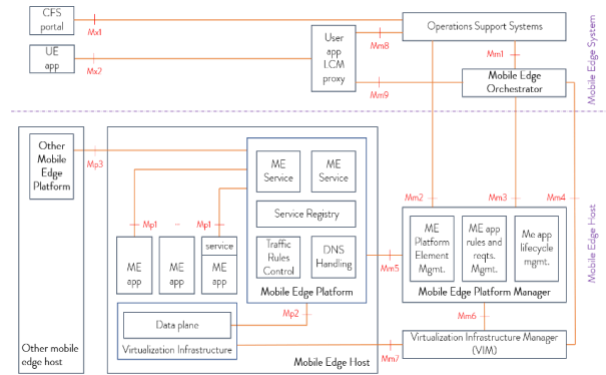 CFS
portal
Mx1
Operations Support Systems
UE
app
Mx2
User
app
LCM
proxy
Mm8
Mm1
Mobile Edge
Orchestrator
Mm9
Mobile Edge System
Other
Mobile
Edge
Platform
Mp3
ME
Service
ME
Service
Service Registry
Traffic
Rules
Control
DNS
Handling
Mobile Edge Platform
Mp1
-
Mp1
ME
app
ME
app
service
ME
app
Mm5
Mm2
Mm3
Mm4
ME
Platform
Element
Mgmt.
ME app
rules and
reqts.
Mgmt.
Me app
lifecycle
mgmt.
Mobile Edge Platform Manager
Mobile Edge Host
Mp2
Data plane
Virtualization Infrastructure
Mobile Edge Host
Mm6
Mm7
Virtualization Infrastructure Manager
(VIM)
Other mobile
edge host